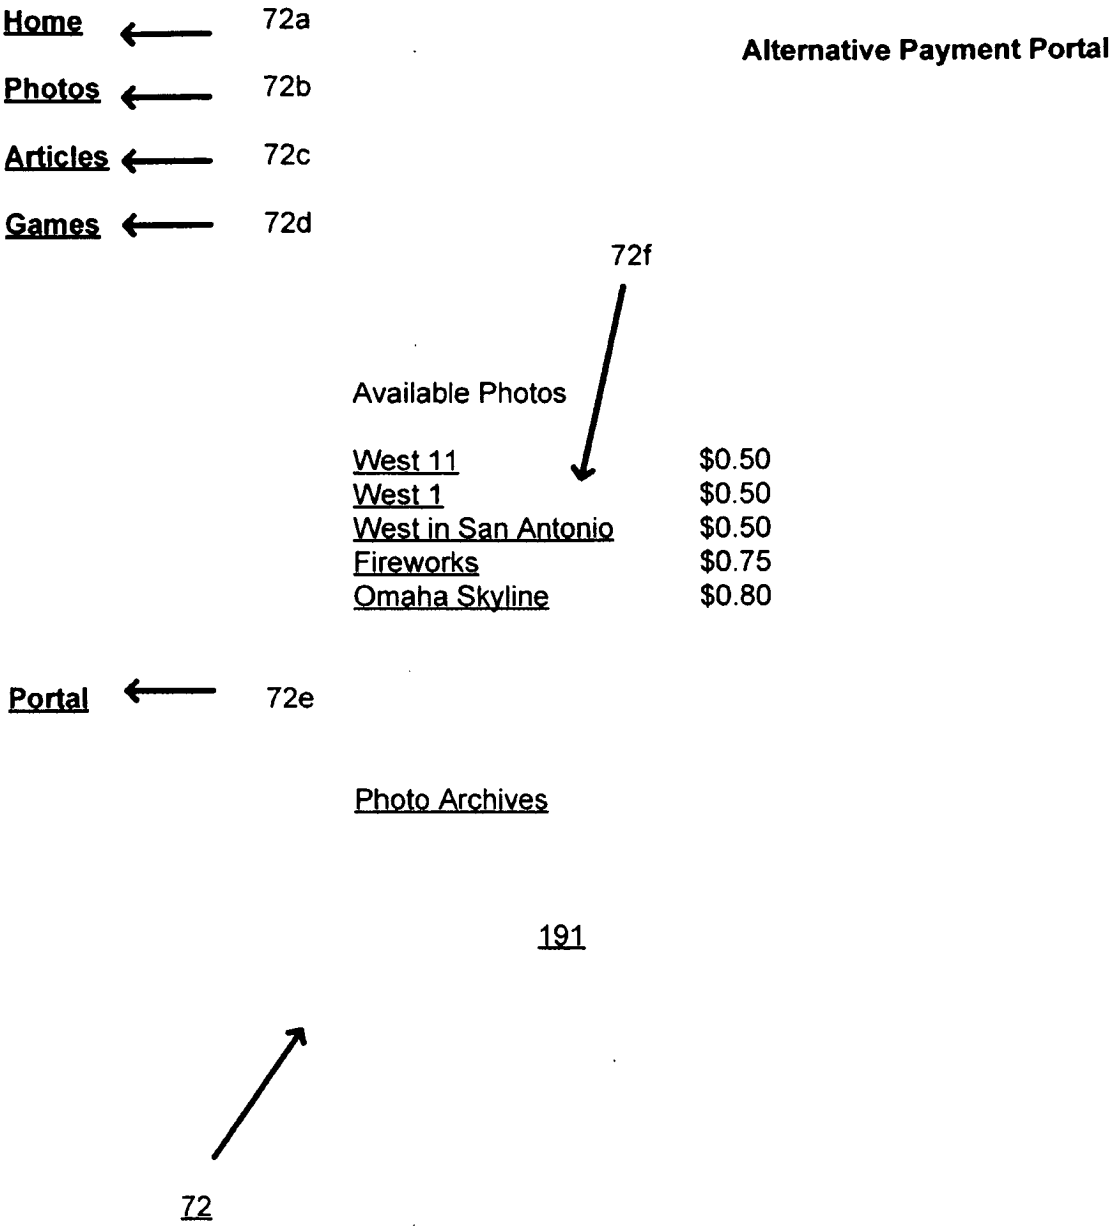 Home 72a
Alternative Payment Portal
Photos 72b
Articles 72c
Games 72d
72f
Available Photos
West 11 $0.50
West 1 $0.50
West in San Antonio $0.50
Fireworks $0.75
Omaha Skyline $0.80
Portal 72e
Photo Archives
191
72